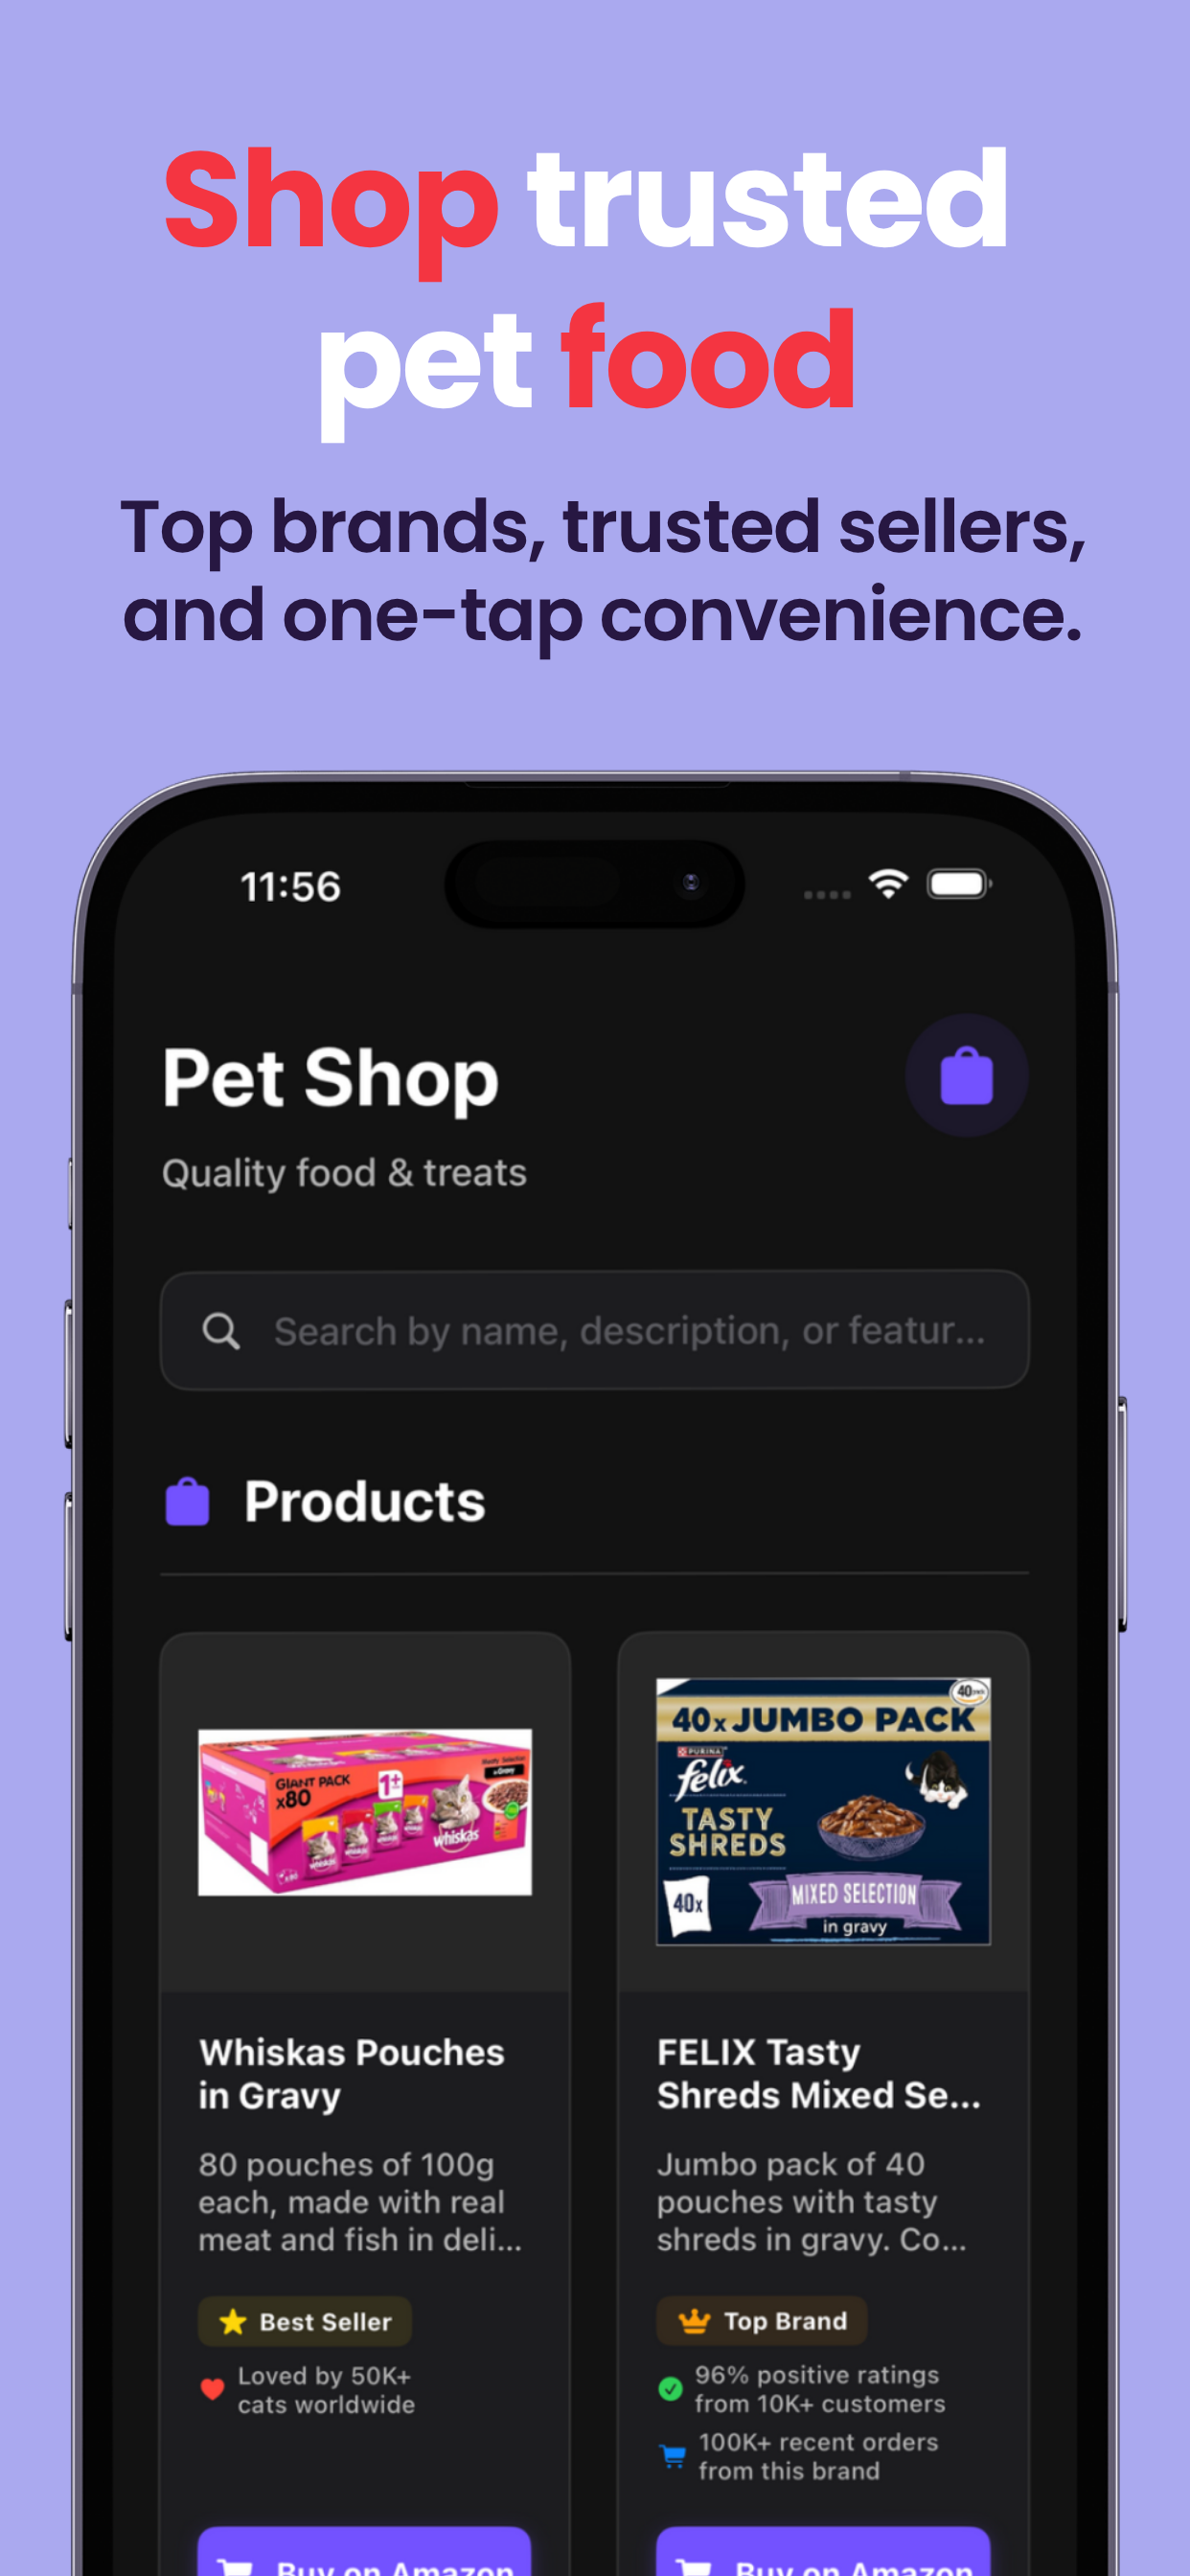 Shop trusted
pet food
Top brands, trusted sellers,
and one-tap convenience.
11:56
Pet Shop
Quality food & treats
Search by name, description, or featur...
Products
GIANT PACK
x80
1+
whiskas
40x JUMBO PACK
PURINA
felix
TASTY
SHREDS
40x
MIXED SELECTION
in gravy
Whiskas Pouches
in Gravy
80 pouches of 100g
each, made with real
meat and fish in deli...
Best Seller
Loved by 50K+
cats worldwide
FELIX Tasty
Shreds Mixed Se...
Jumbo pack of 40
pouches with tasty
shreds in gravy. Co...
Top Brand
96% positive ratings
from 10K+ customers
100K+ recent orders
from this brand
Buy on Amazon
Buy on Amazon